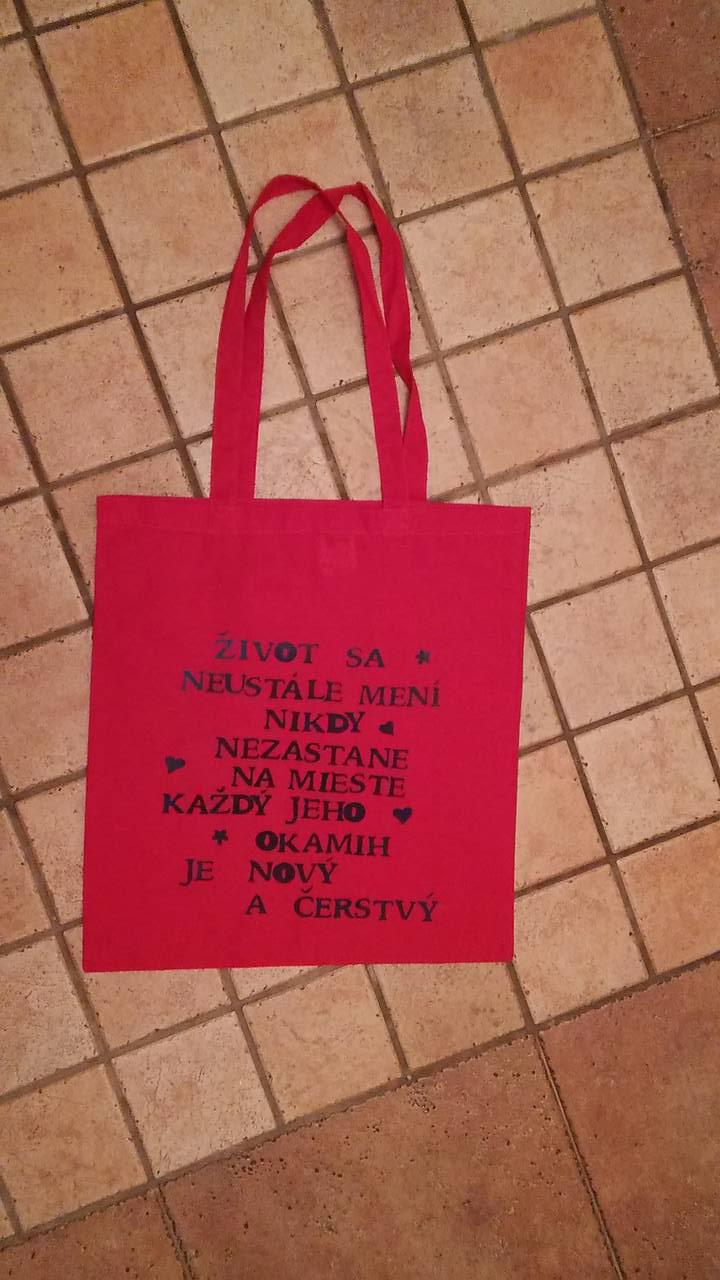 ŽIVOT SA
NEUSTÁLE MENÍ
NIKDY
NEZASTANE
NA MIESTE
KAŽDÝ JEHO
OKAMIH
JE NOVÝ
A ČERSTVÝ